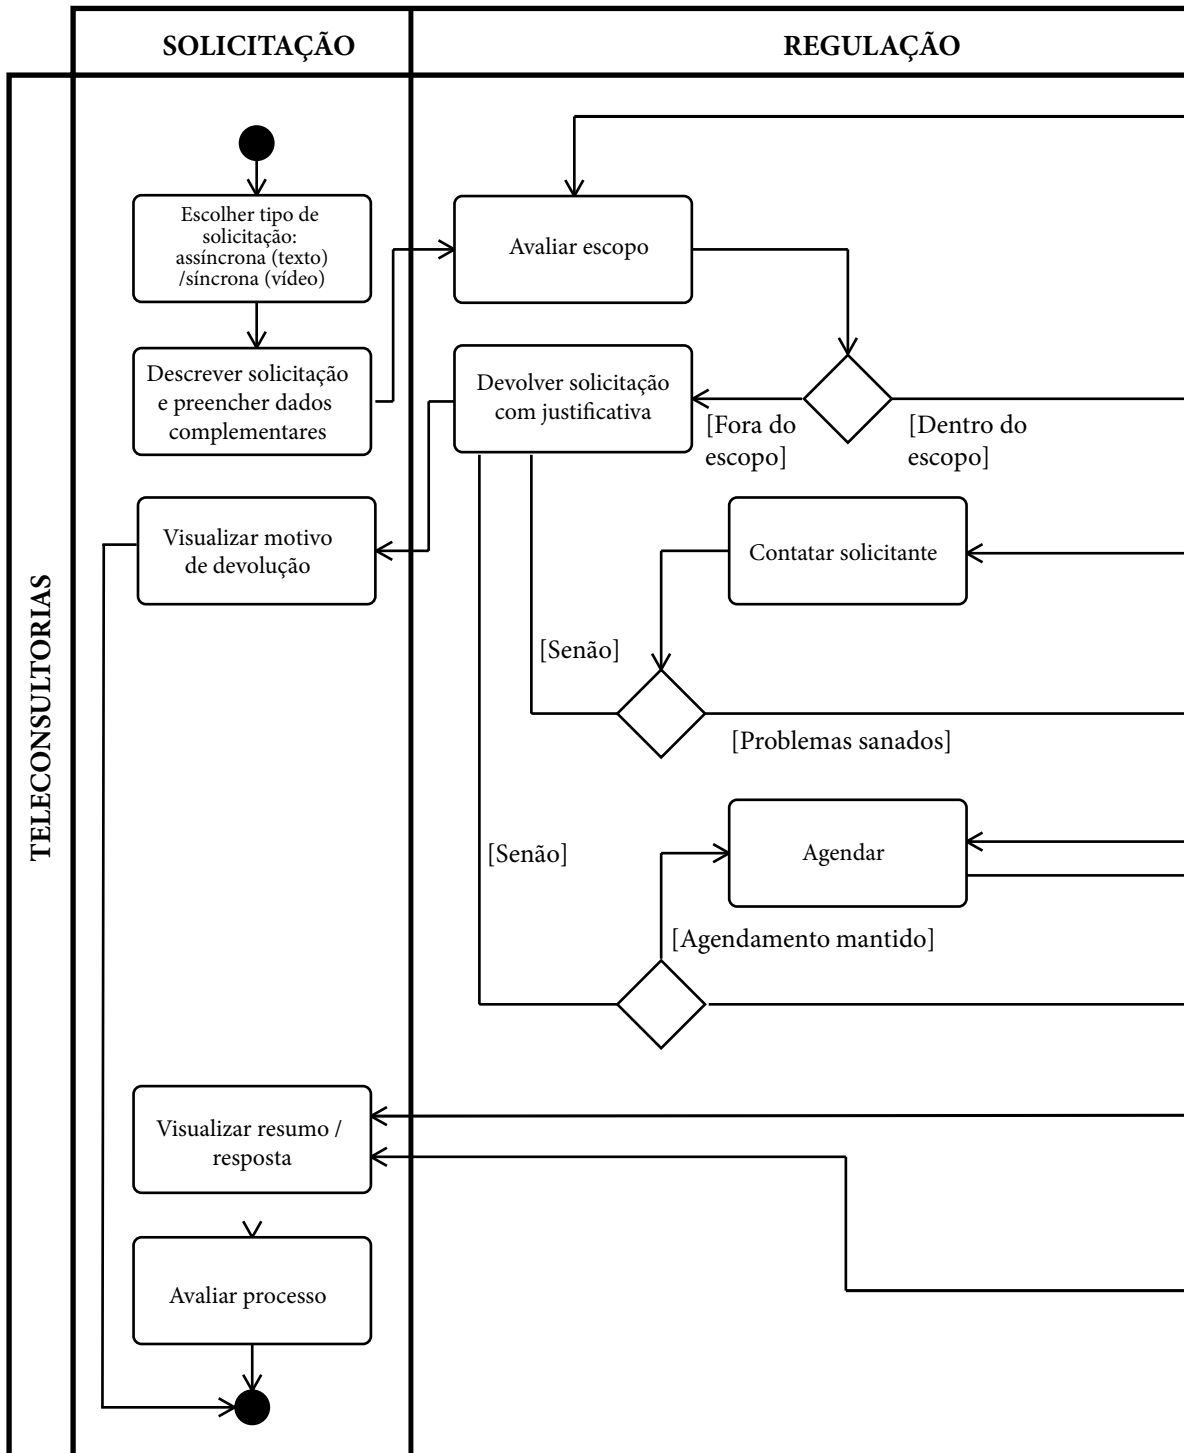 SOLICITAÇÃO
REGULAÇÃO
TELECONSULTORIAS
Escolher tipo de
solicitação:
assíncrona (texto)
/síncrona (vídeo)
Avaliar escopo
Descrever solicitação
e preencher dados
complementares
Devolver solicitação
com justificativa
[Fora do
escopo]
[Dentro do
escopo]
Visualizar motivo
de devolução
Contatar solicitante
[Senão]
[Problemas sanados]
[Senão]
Agendar
[Agendamento mantido]
Visualizar resumo /
resposta
Avaliar processo